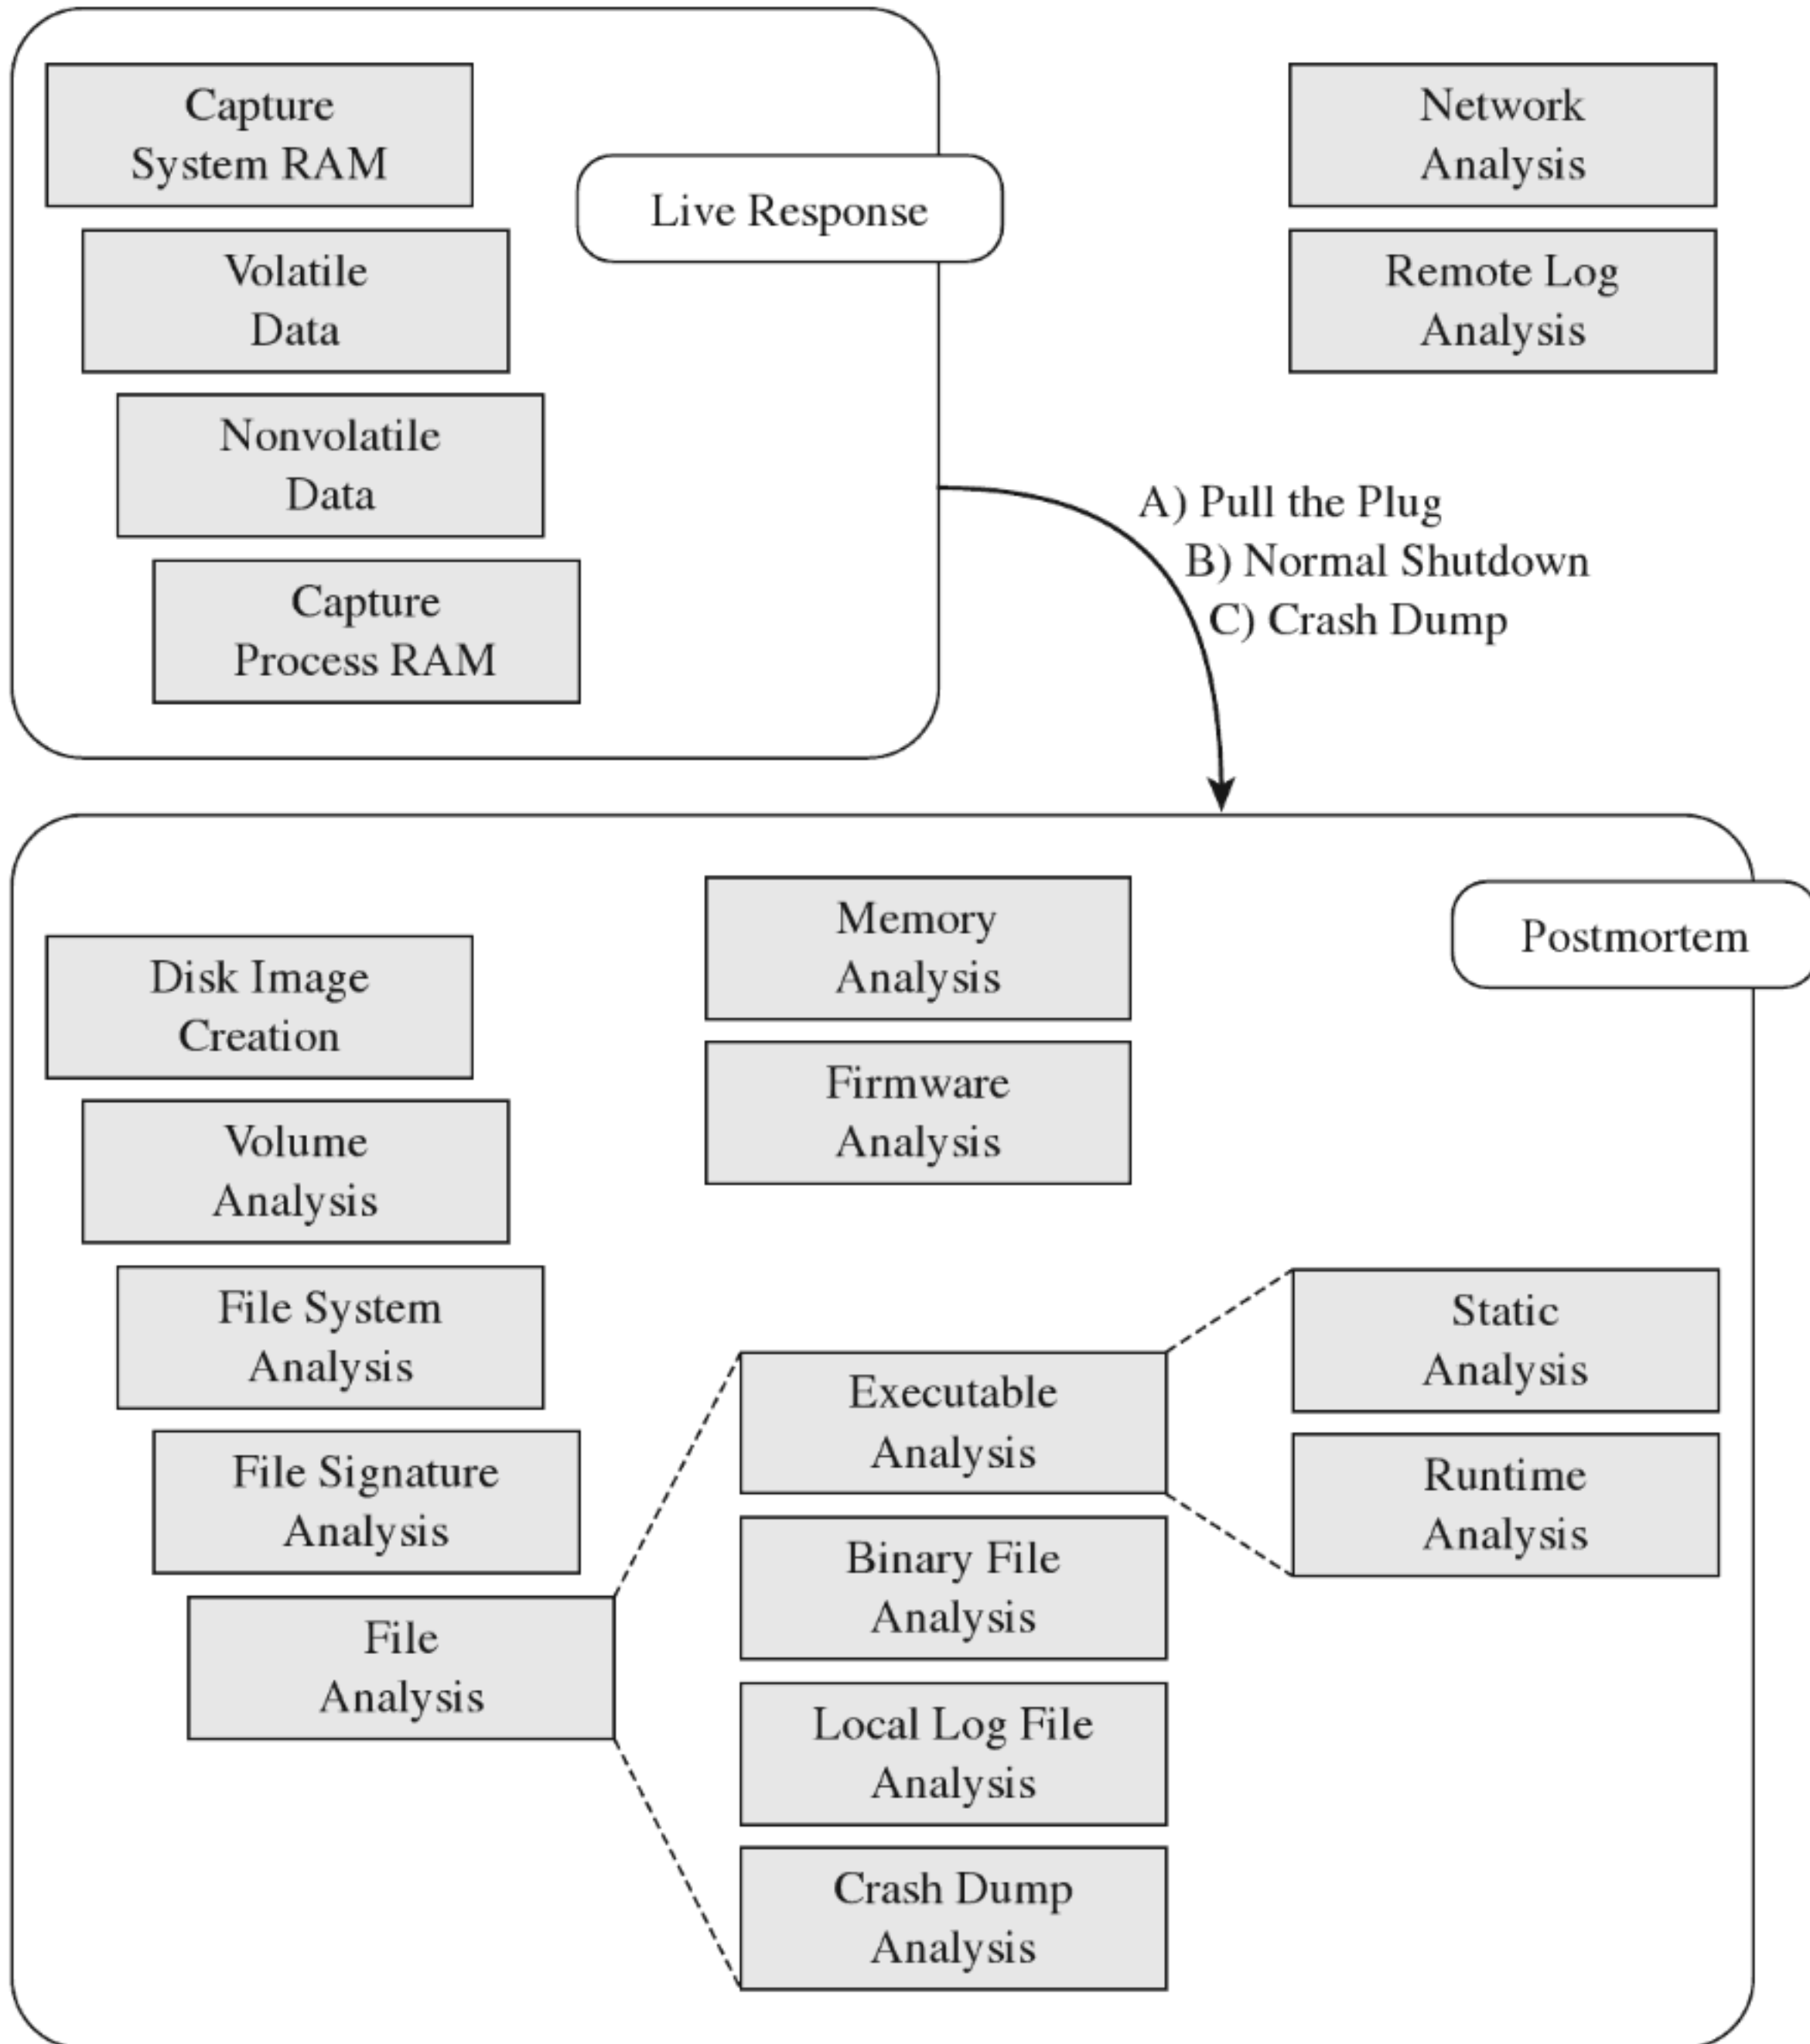 Capture
System RAM
Volatile
Data
Nonvolatile
Data
Capture
Process RAM
Live Response
Network
Analysis
Remote Log
Analysis
A) Pull the Plug
B) Normal Shutdown
C) Crash Dump
Postmortem
Disk Image
Creation
Volume
Analysis
File System
Analysis
File Signature
Analysis
File
Analysis
Memory
Analysis
Firmware
Analysis
Executable
Analysis
Binary File
Analysis
Local Log File
Analysis
Crash Dump
Analysis
Static
Analysis
Runtime
Analysis